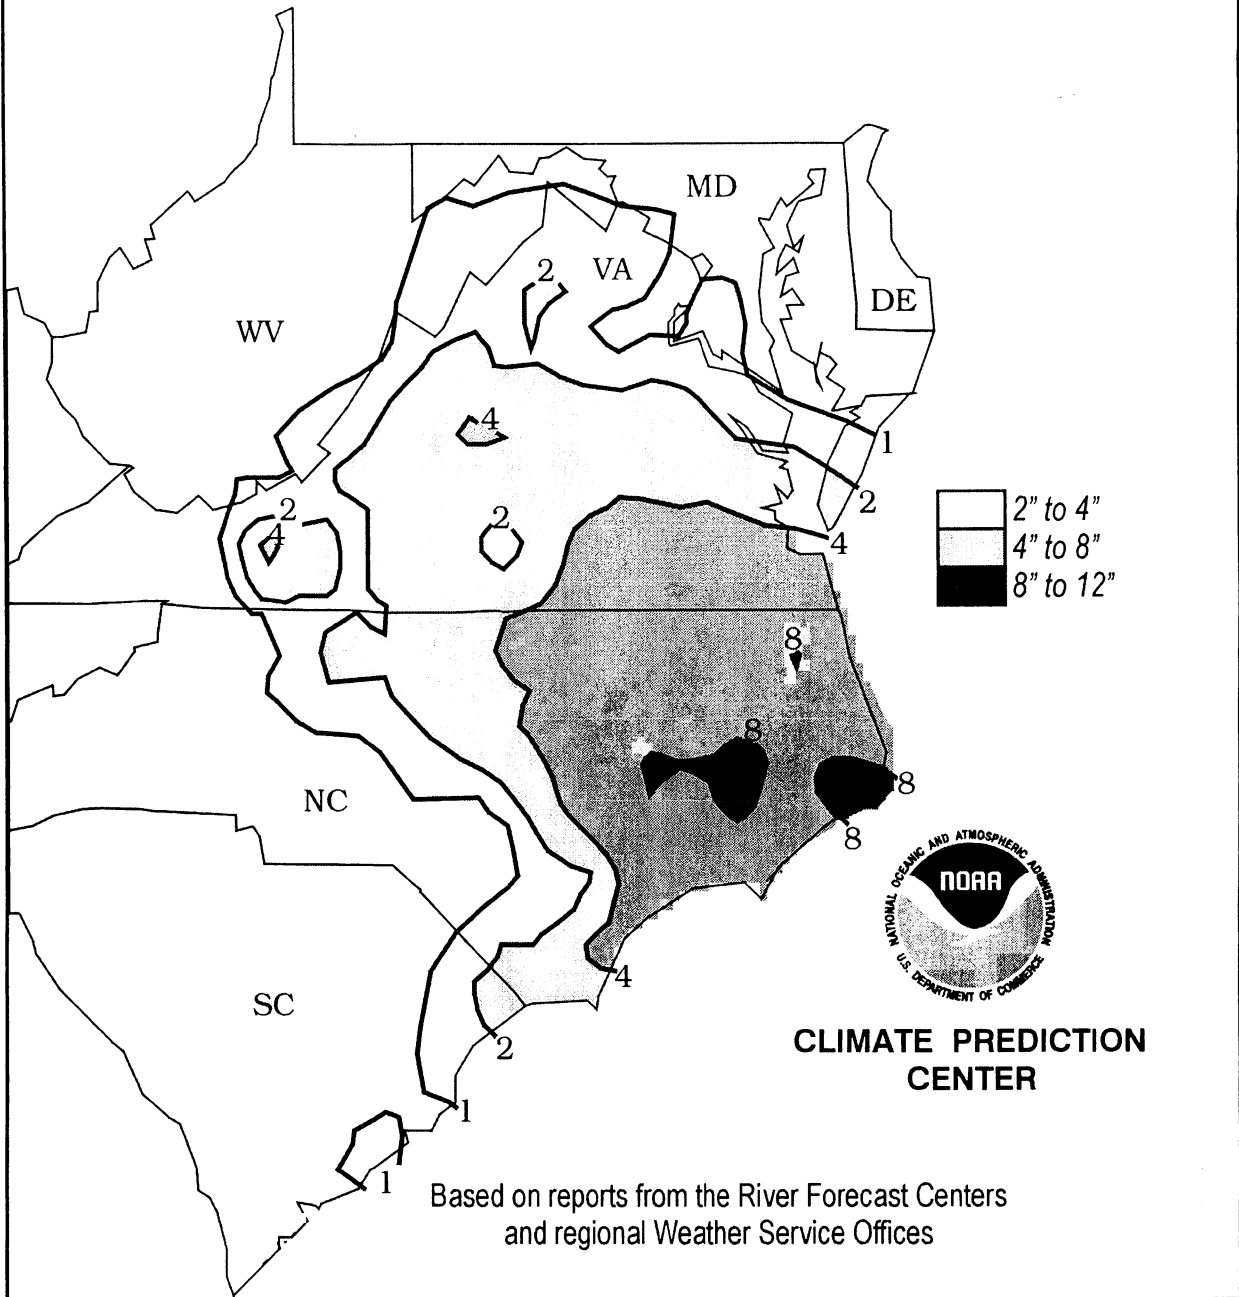 MD
2
VA
DE
WV
4
1
2
2
4
2
4
2” to 4”
4” to 8”
8” to 12”
8
8
8
8
NC
NATIONAL OCEANIC AND ATMOSPHERIC ADMINISTRATION
NOAA
U.S. DEPARTMENT OF COMMERCE
4
SC
2
CLIMATE PREDICTION
CENTER
1
1
Based on reports from the River Forecast Centers
and regional Weather Service Offices